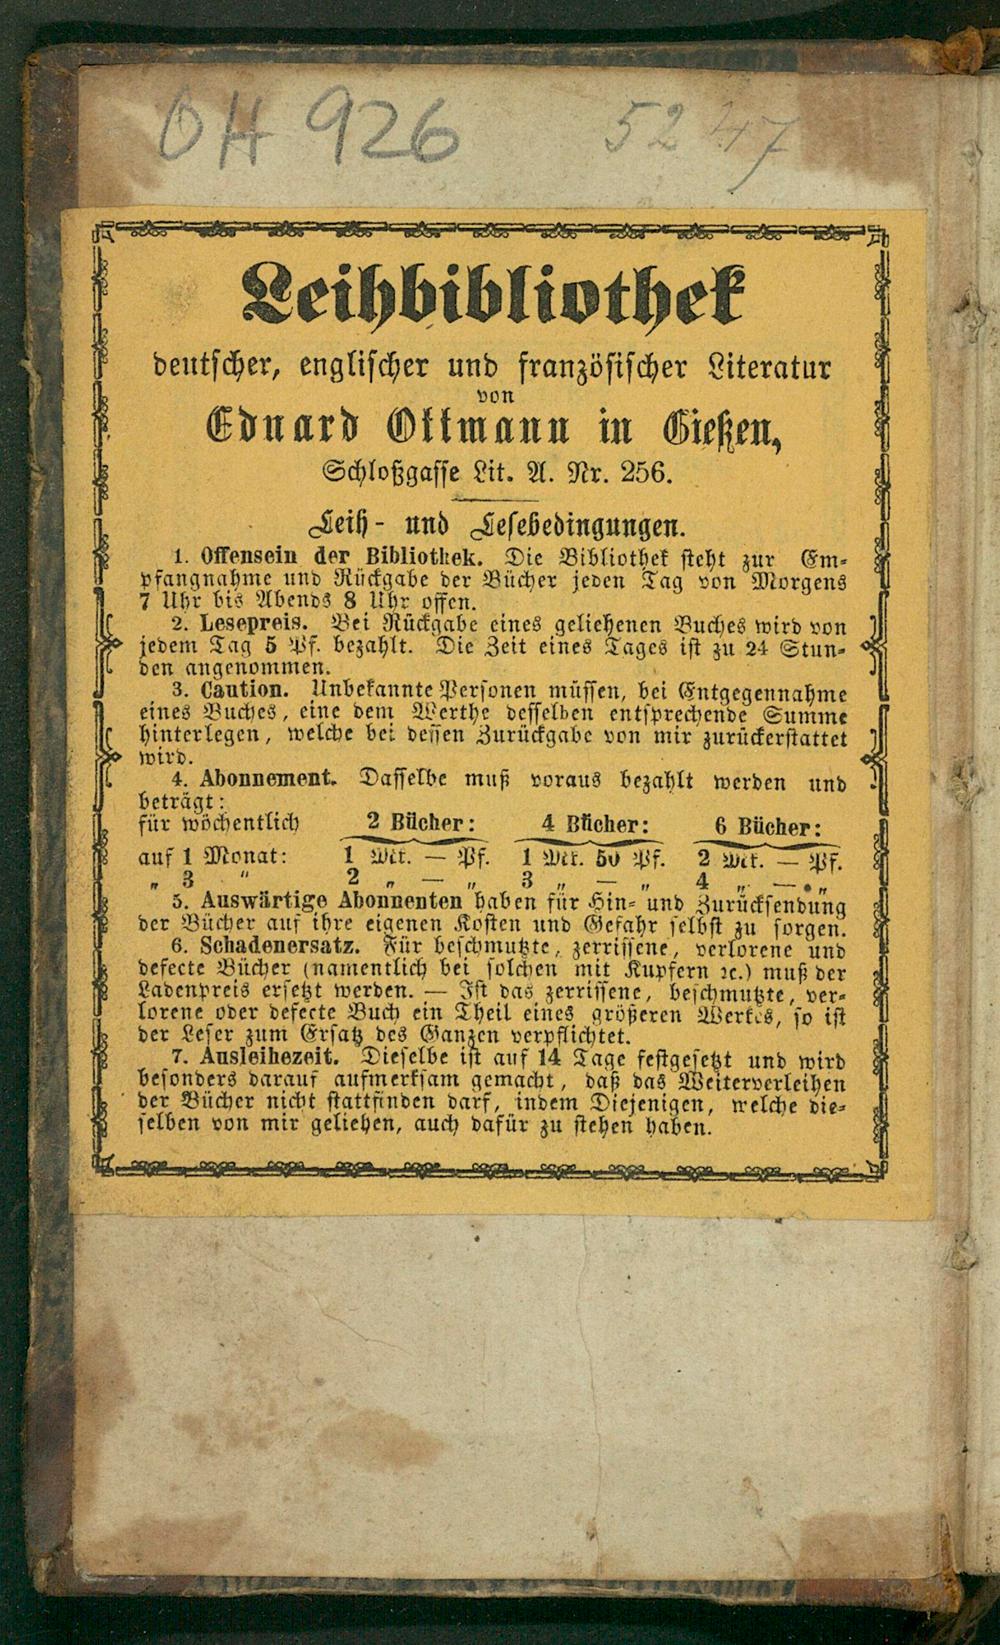 OH 926 5247
Leihbibliothek
deutscher, englischer und französischer Literatur
von
Eduard Ottmann in Gießen,
Schloßgasse Lit. A. Nr. 256.
Leih- und Lesebedingungen.
1. Offensein der Bibliothek. Die Bibliothek steht zur Em-
pfangnahme und Rückgabe der Bücher jeden Tag von Morgens
7 Uhr bis Abends 8 Uhr offen.
2. Lesepreis. Bei Rückgabe eines geliehenen Buches wird von
jedem Tag 5 Pf. bezahlt. Die Zeit eines Tages ist zu 24 Stun-
den angenommen.
3. Caution. Unbekannte Personen müssen, bei Entgegennahme
eines Buches, eine dem Werthe desselben entsprechende Summe
hinterlegen, welche bei dessen Zurückgabe von mir zurückerstattet
wird.
4. Abonnement. Dasselbe muß voraus bezahlt werden und
beträgt:
für wöchentlich 2 Bücher: 4 Bücher: 6 Bücher:
auf 1 Monat: 1 Mk. — Pf. 1 Mk. 50 Pf. 2 Mk. — Pf.
„ 3 „ 2 „ — „ 3 „ — „ 4 „ — „
5. Auswärtige Abonnenten haben für Hin- und Zurücksendung
der Bücher auf ihre eigenen Kosten und Gefahr selbst zu sorgen.
6. Schadenersatz. Für beschmutzte, zerrissene, verlorene und
defecte Bücher (namentlich bei solchen mit Kupfern ꝛc.) muß der
Ladenpreis ersetzt werden. — Ist das zerrissene, beschmutzte, ver-
lorene oder defecte Buch ein Theil eines größeren Werkes, so ist
der Leser zum Ersatz des Ganzen verpflichtet.
7. Ausleihezeit. Dieselbe ist auf 14 Tage festgesetzt und wird
besonders darauf aufmerksam gemacht, daß das Weiterverleihen
der Bücher nicht stattfinden darf, indem Diejenigen, welche die-
selben von mir geliehen, auch dafür zu stehen haben.